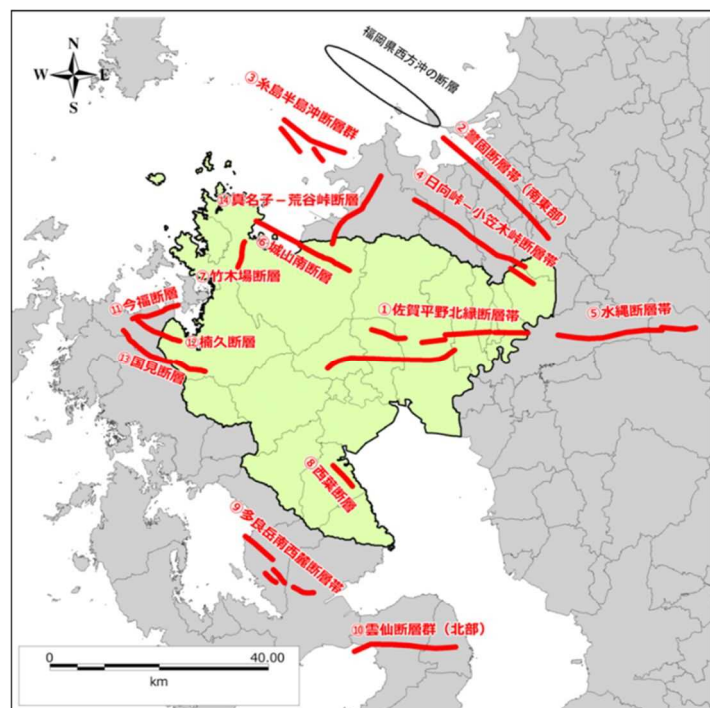 福岡県西方沖の断層
N
W E
S
③糸島半島沖断層群
②警固断層帯（南東部）
④日向峠－小笠木峠断層帯
⑭真名子－荒谷峠断層
⑥城山南断層
⑦竹木場断層
⑪今福断層
①佐賀平野北縁断層帯
⑤水縄断層帯
⑫楠久断層
⑬国見断層
⑧西葉断層
⑨多良岳南西麓断層帯
⑩雲仙断層群（北部）
0 40.00
km